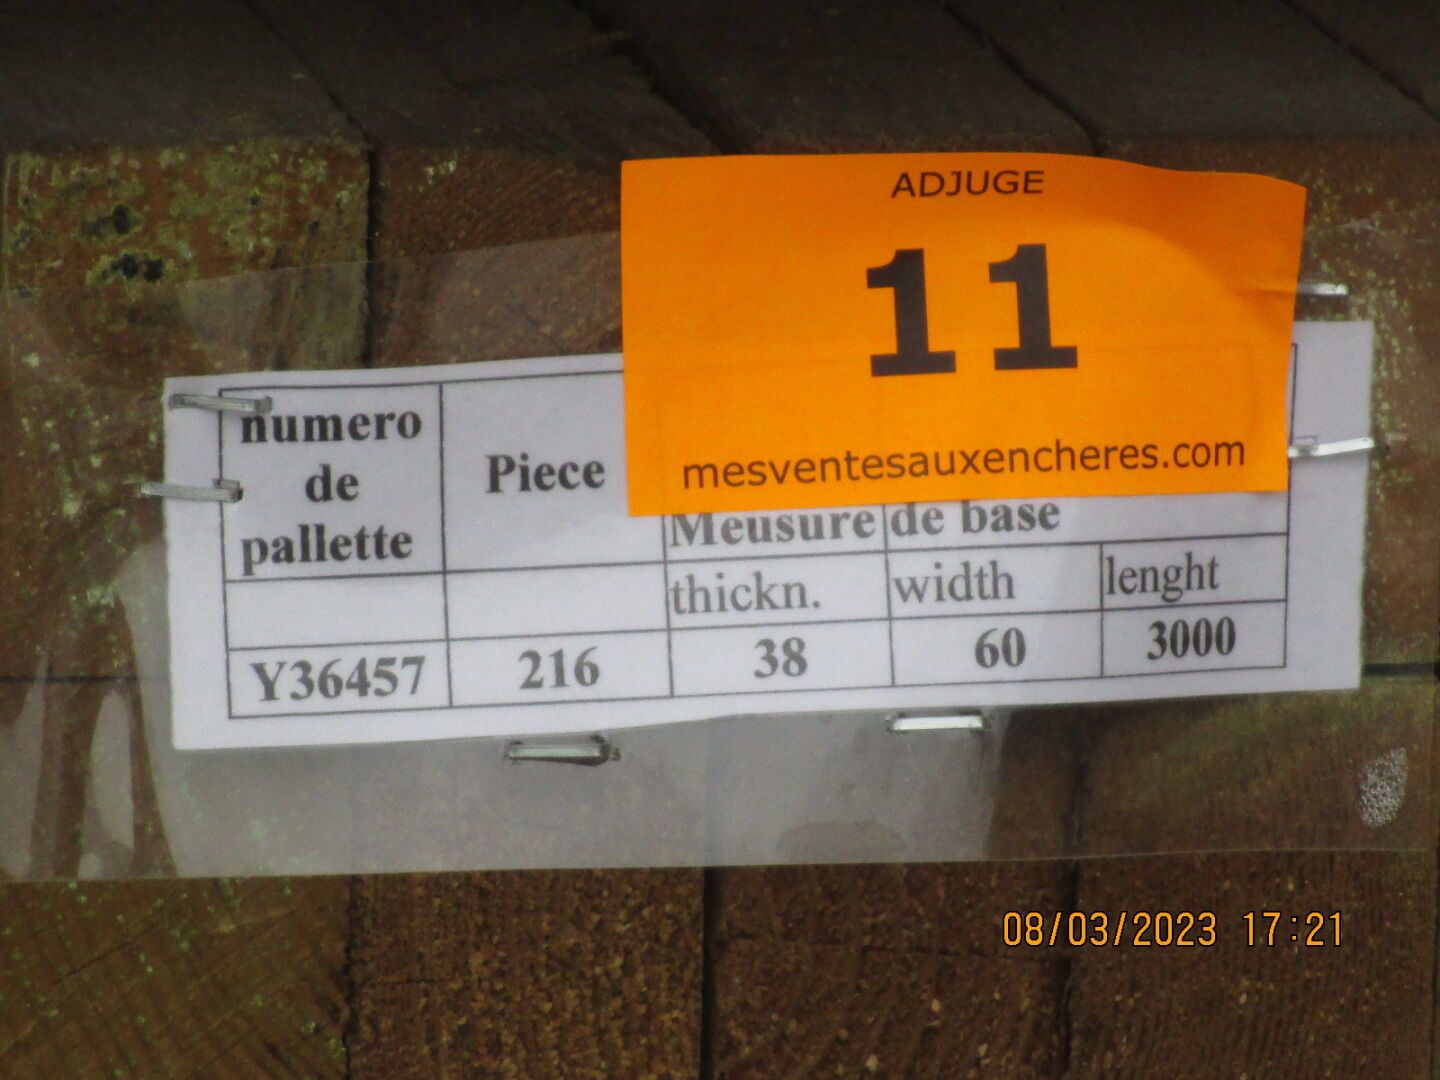 ADJUGE
11
mesventesauxencheres.com
numero
de
pallette
Piece
Meusure de base
thickn. width lenght
Y36457 216 38 60 3000
08/03/2023 17:21